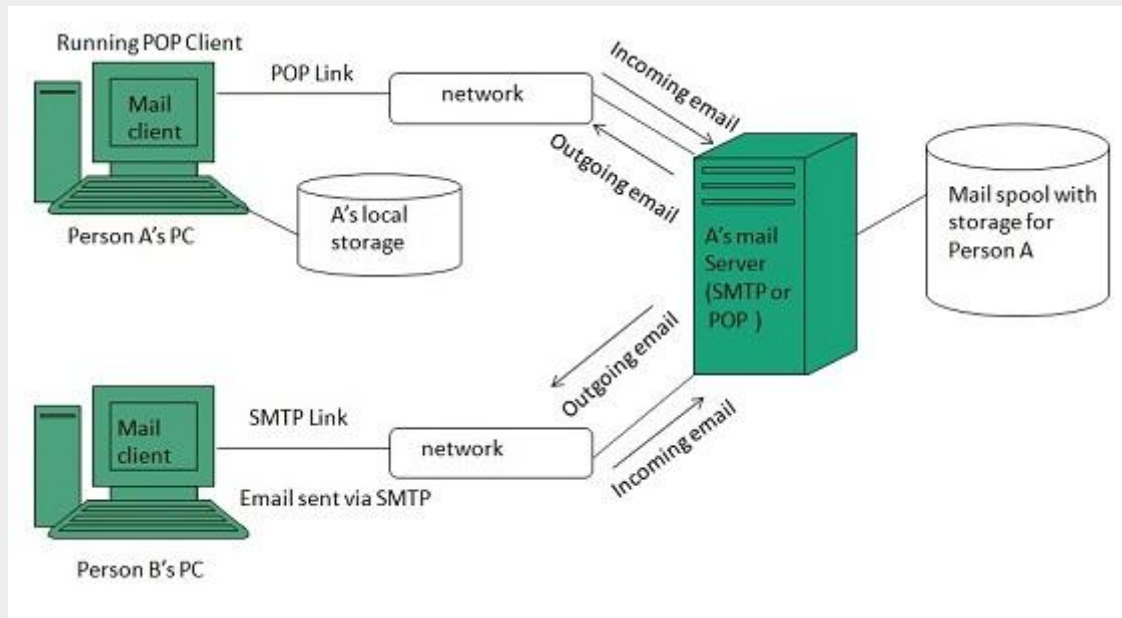 Running POP Client
POP Link
Mail
client
network
Incoming email
Outgoing email
A's local
storage
Person A's PC
A's mail
Server
(SMTP or
POP )
Mail spool with
storage for
Person A
Outgoing email
Incoming email
SMTP Link
Mail
client
network
Email sent via SMTP
Person B's PC